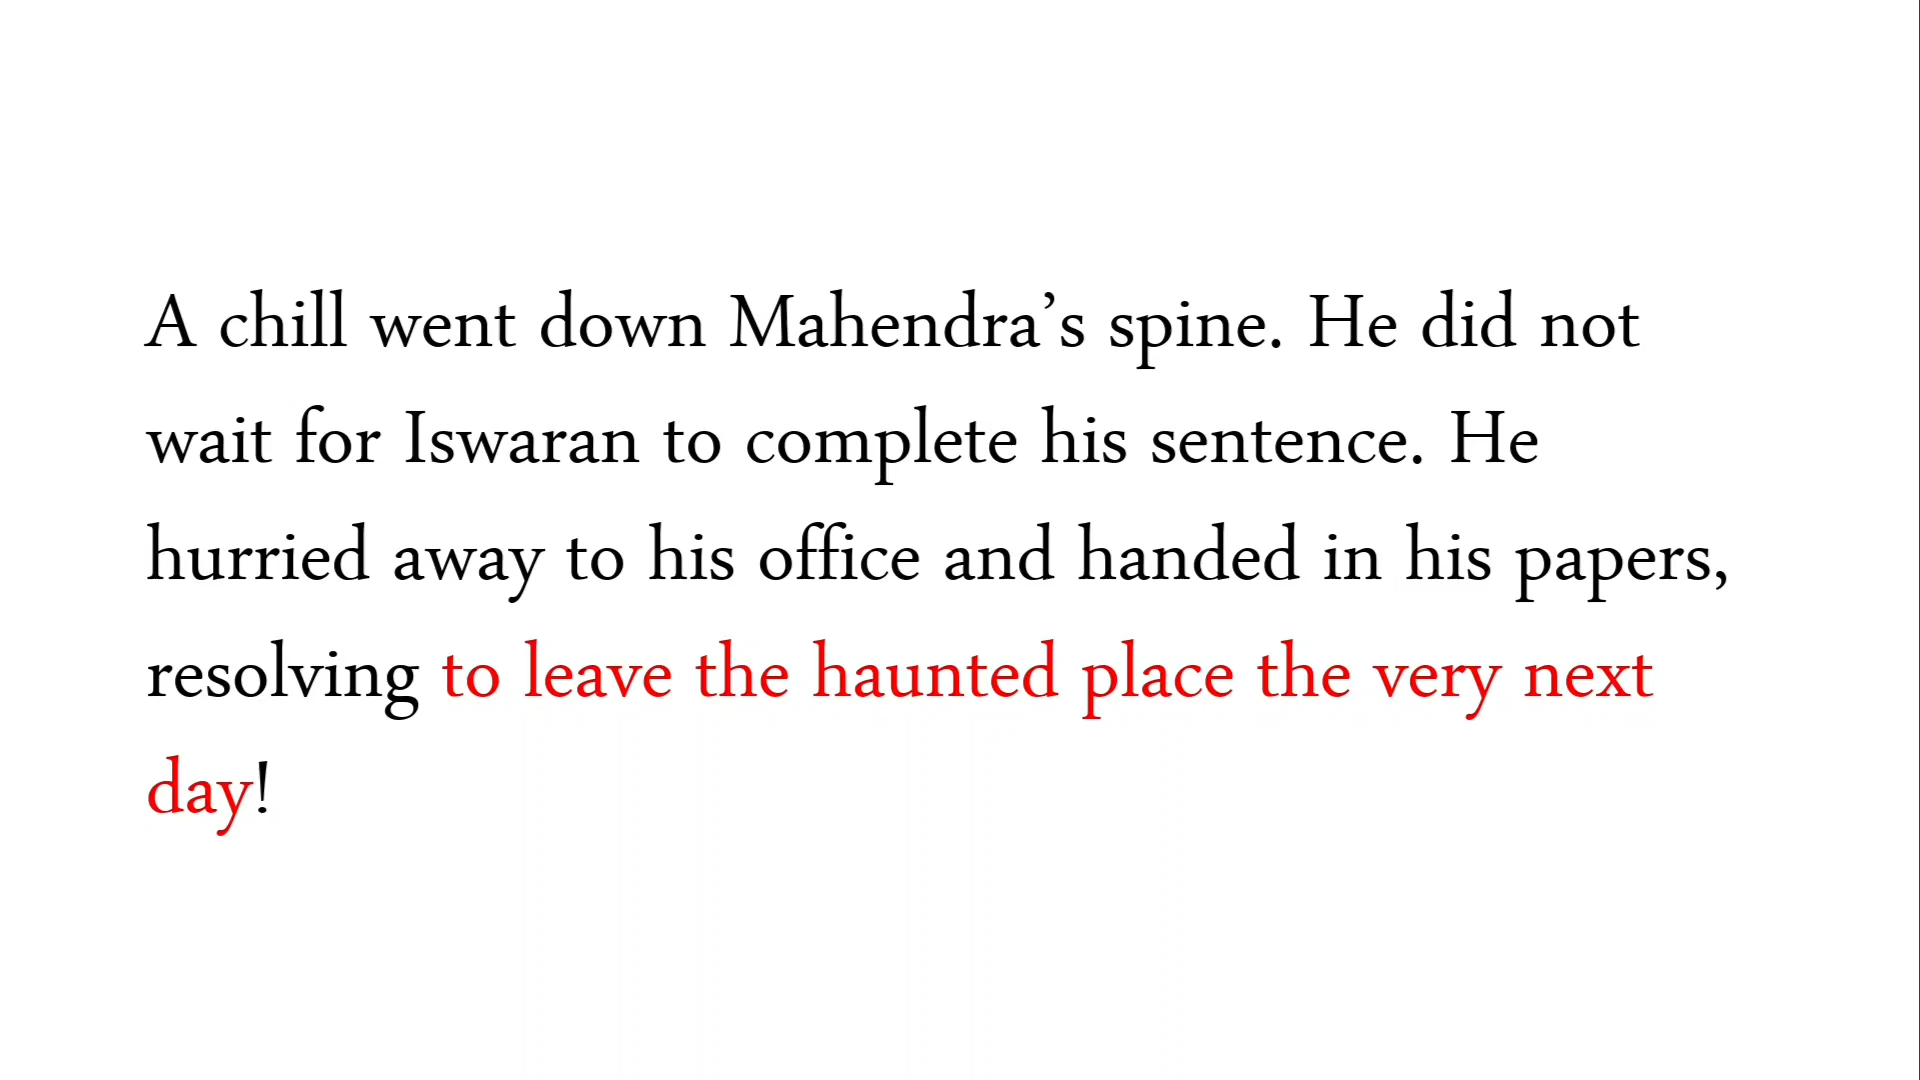 A chill went down Mahendra’s spine. He did not
wait for Iswaran to complete his sentence. He
hurried away to his office and handed in his papers,
resolving to leave the haunted place the very next
day!